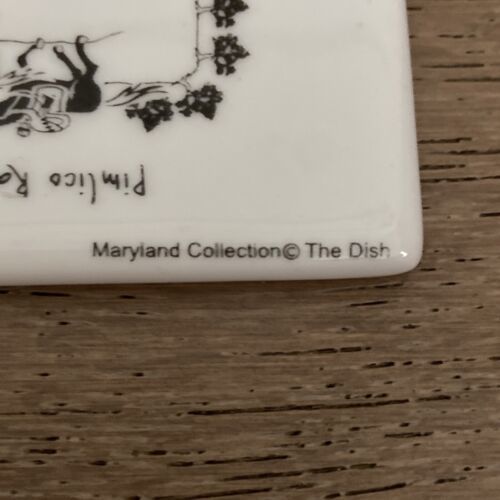 Pimlico
Maryland Collection© The Dish